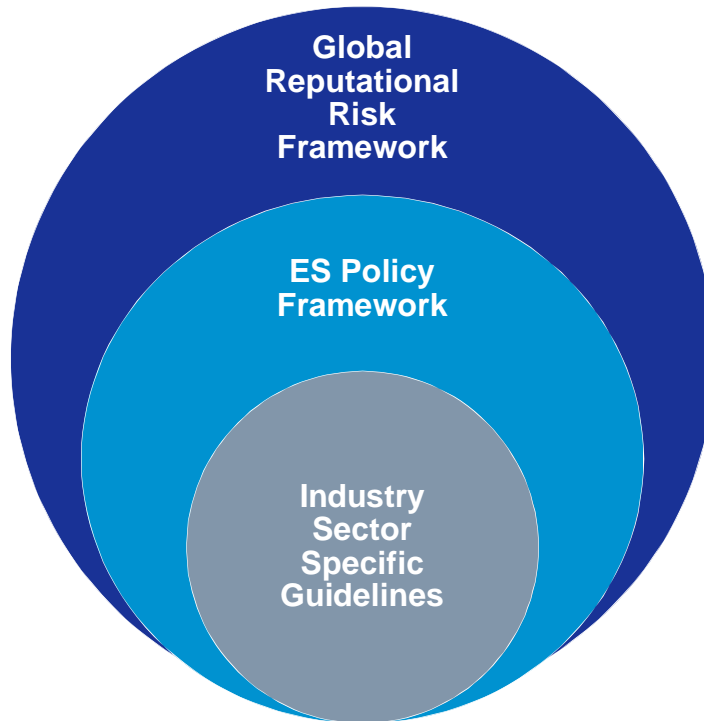 Global
Reputational
Risk
Framework
ES Policy
Framework
Industry
Sector
Specific
Guidelines